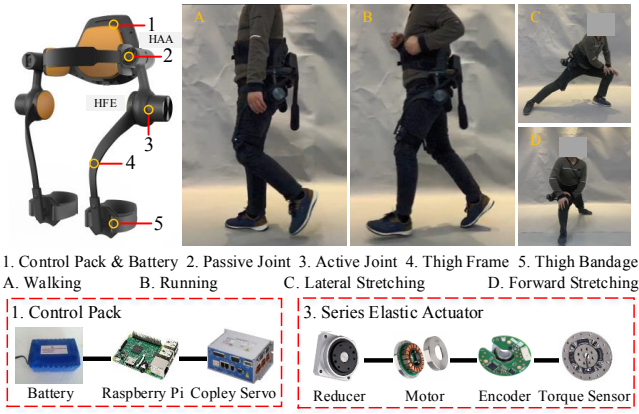 1
HAA
2
HFE
3
4
5
A
B
C
D
1. Control Pack & Battery 2. Passive Joint 3. Active Joint 4. Thigh Frame 5. Thigh Bandage
A. Walking B. Running C. Lateral Stretching D. Forward Stretching
1. Control Pack
Battery Raspberry Pi Copley Servo
3. Series Elastic Actuator
Reducer Motor Encoder Torque Sensor